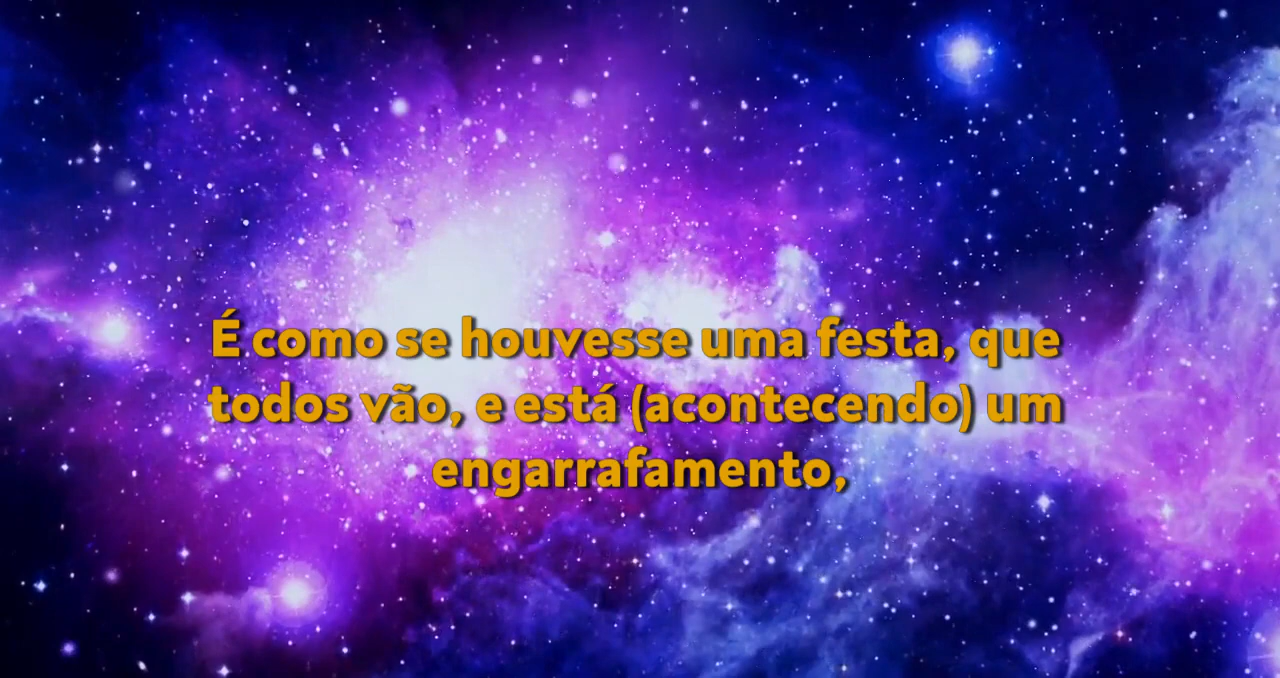 É como se houvesse uma festa, que
todos vão, e está (acontecendo) um
engarrafamento,